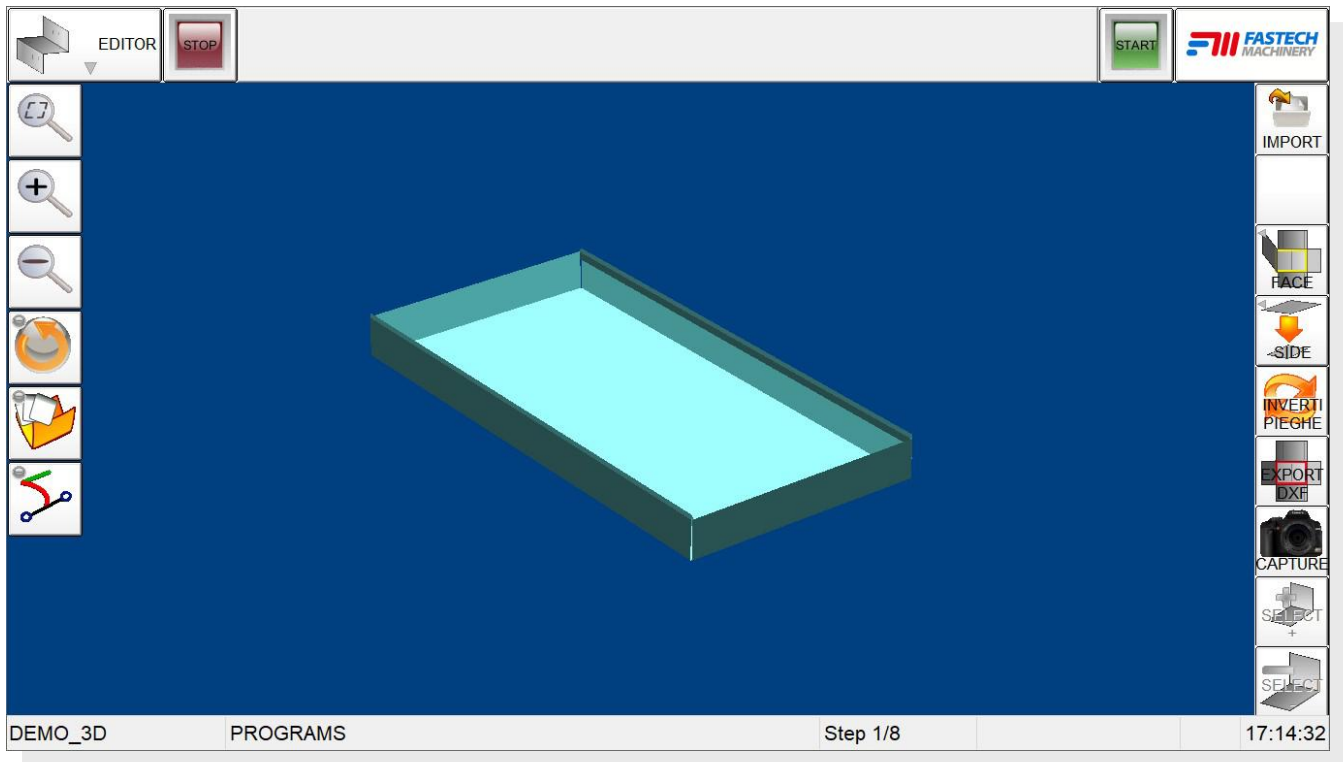 EDITOR
STOP
START
FASTECH
MACHINERY
IMPORT
FACE
SIDE
INVERTI
PIEGHE
EXPORT
DXF
CAPTURE
SELECT
+
SELECT
DEMO_3D
PROGRAMS
Step 1/8
17:14:32